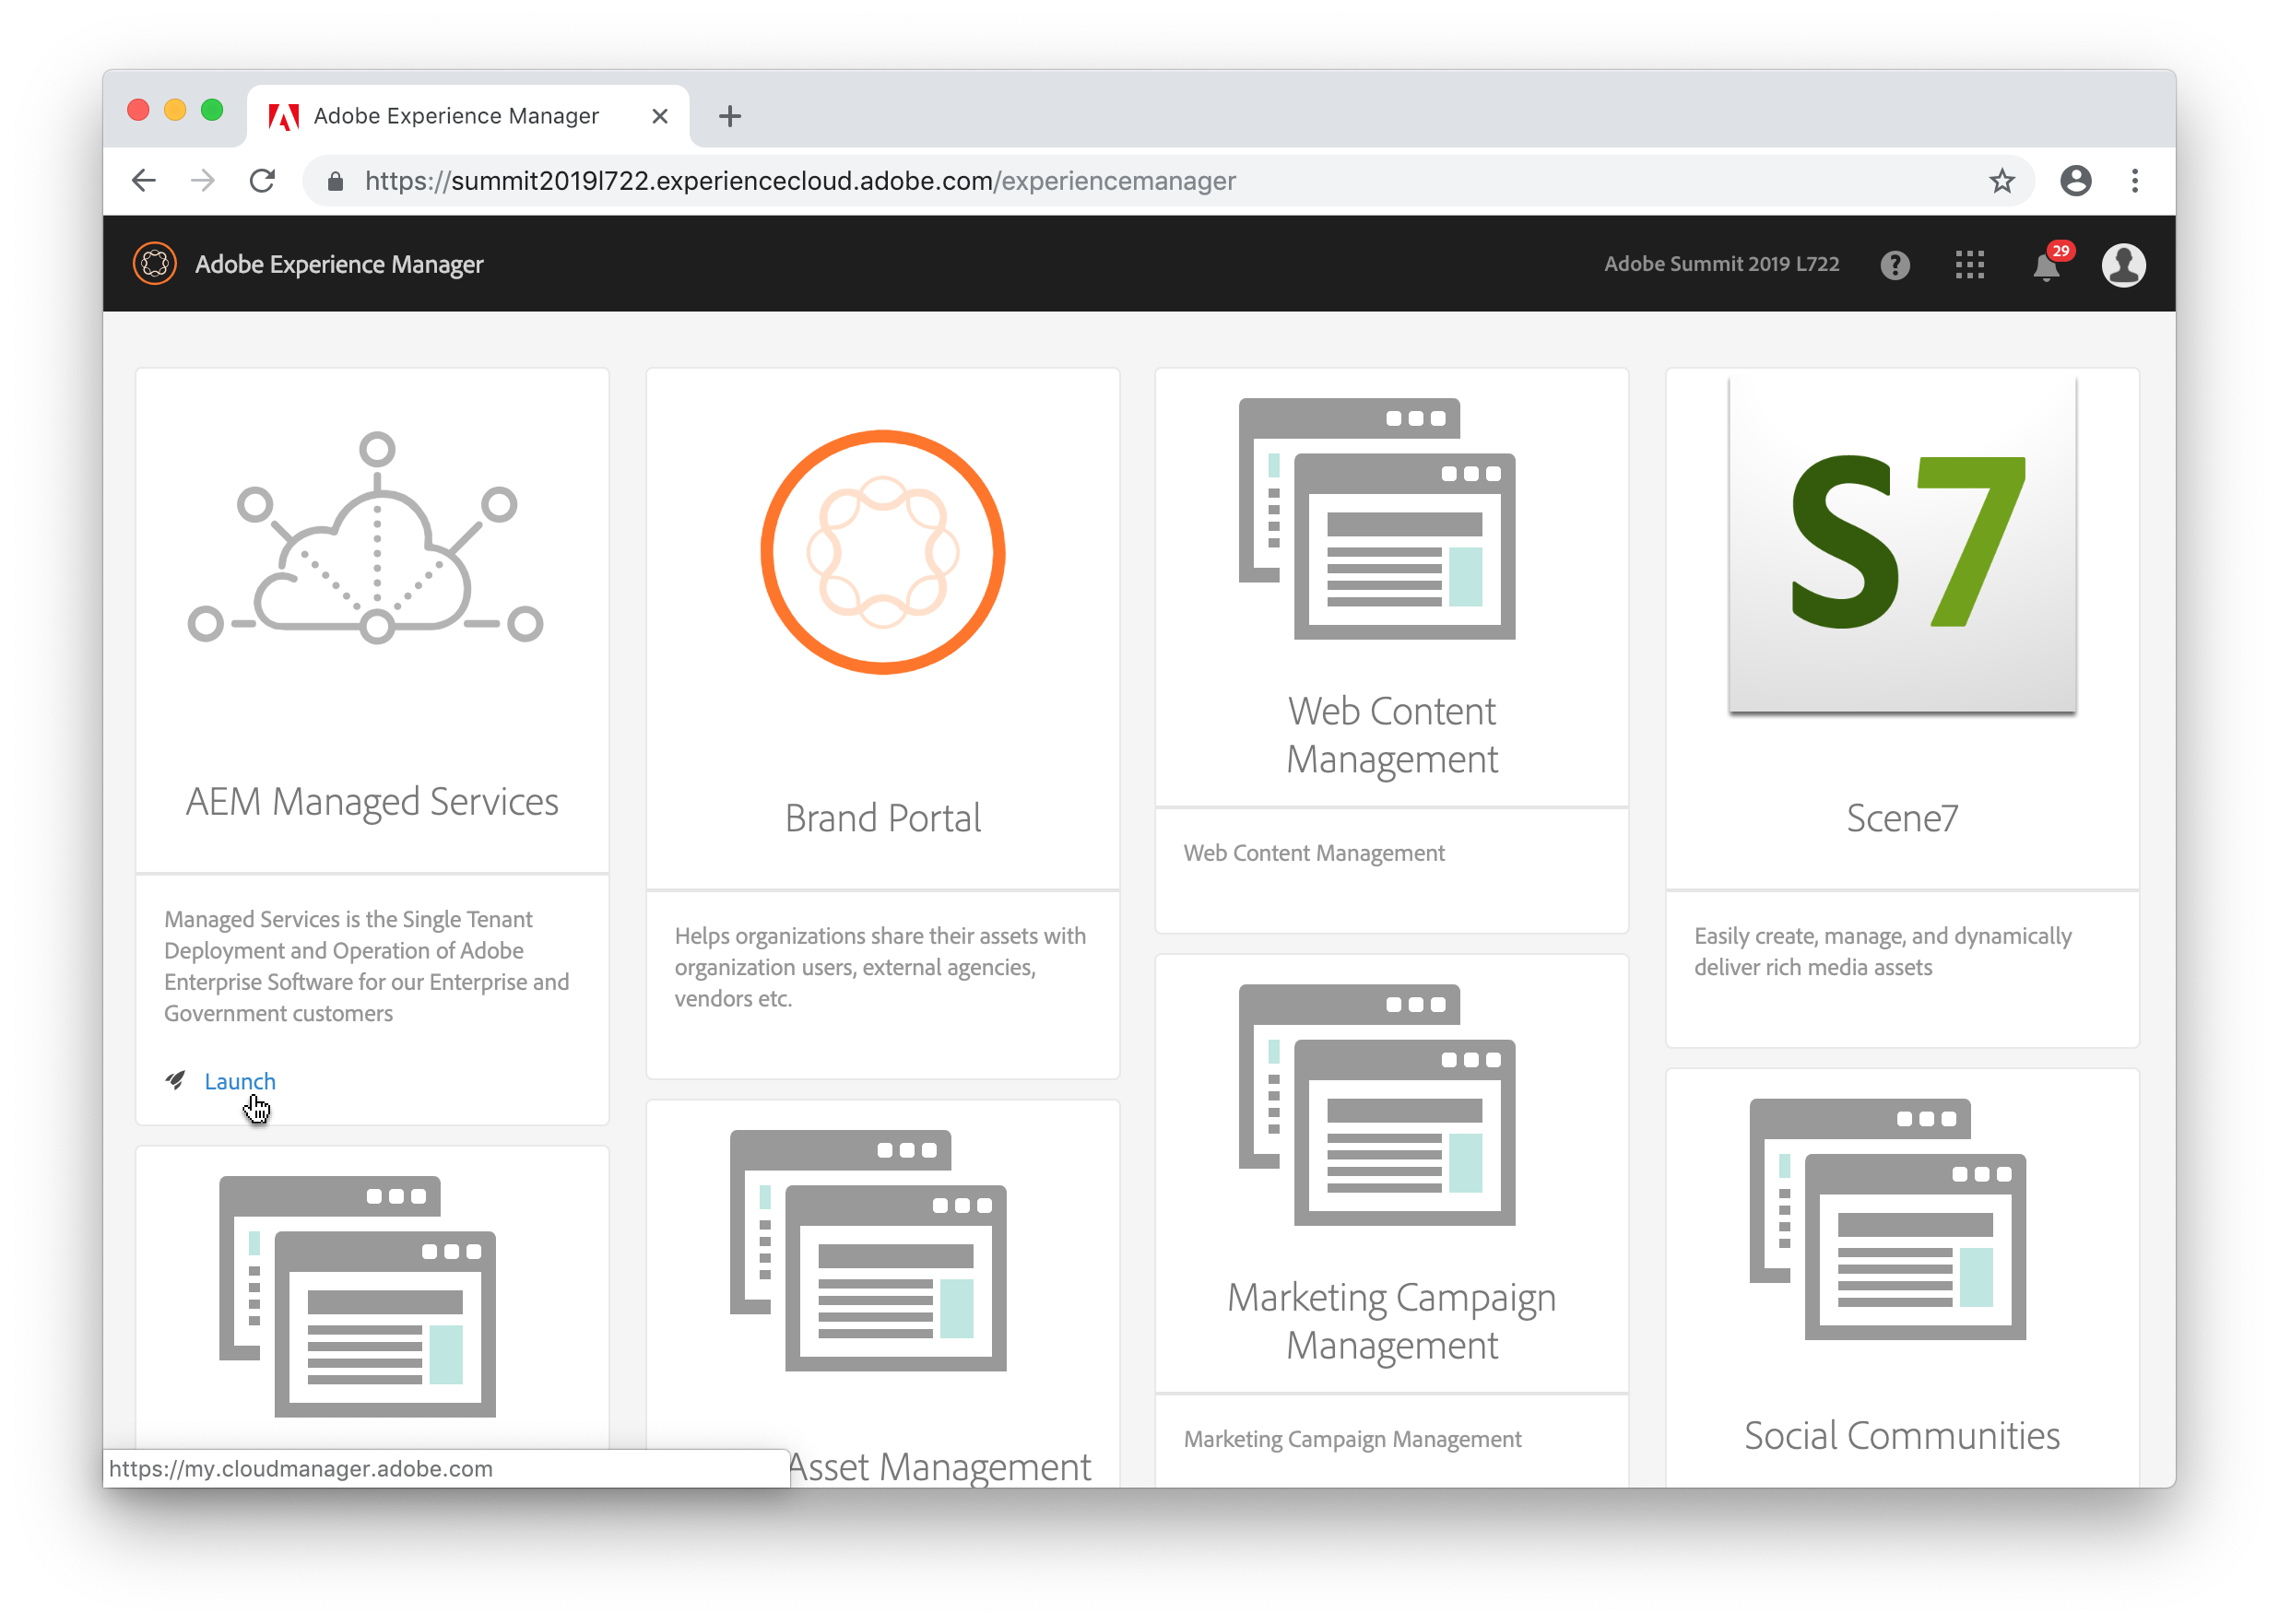 Adobe Experience Manager
https://summit2019l722.experiencecloud.adobe.com/experiencemanager
Adobe Experience Manager
Adobe Summit 2019 L722
?
29
AEM Managed Services
Managed Services is the Single Tenant
Deployment and Operation of Adobe
Enterprise Software for our Enterprise and
Government customers
Launch
Brand Portal
Helps organizations share their assets with
organization users, external agencies,
vendors etc.
Web Content
Management
Web Content Management
S7
Scene7
Easily create, manage, and dynamically
deliver rich media assets
Asset Management
Marketing Campaign
Management
Marketing Campaign Management
Social Communities
https://my.cloudmanager.adobe.com